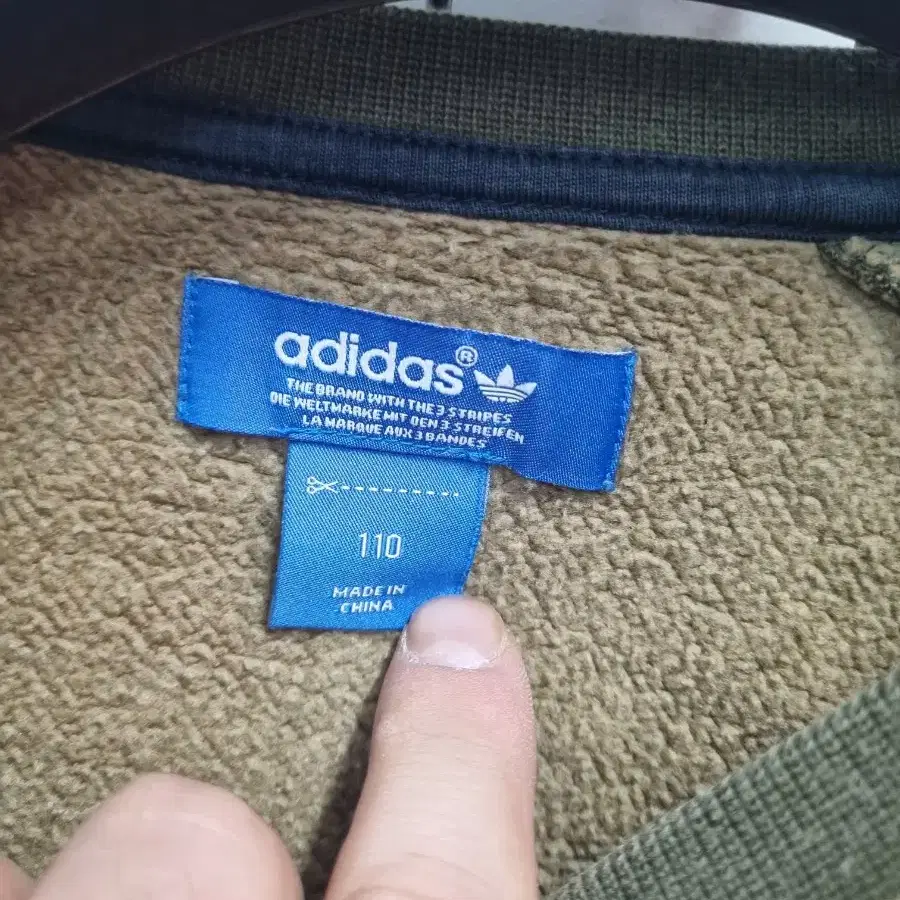 adidas®
THE BRAND WITH THE 3 STRIPES
DIE WELTMARKE MIT DEN 3 STREIFEN
LA MARQUE AUX 3 BANDES
110
MADE IN
CHINA